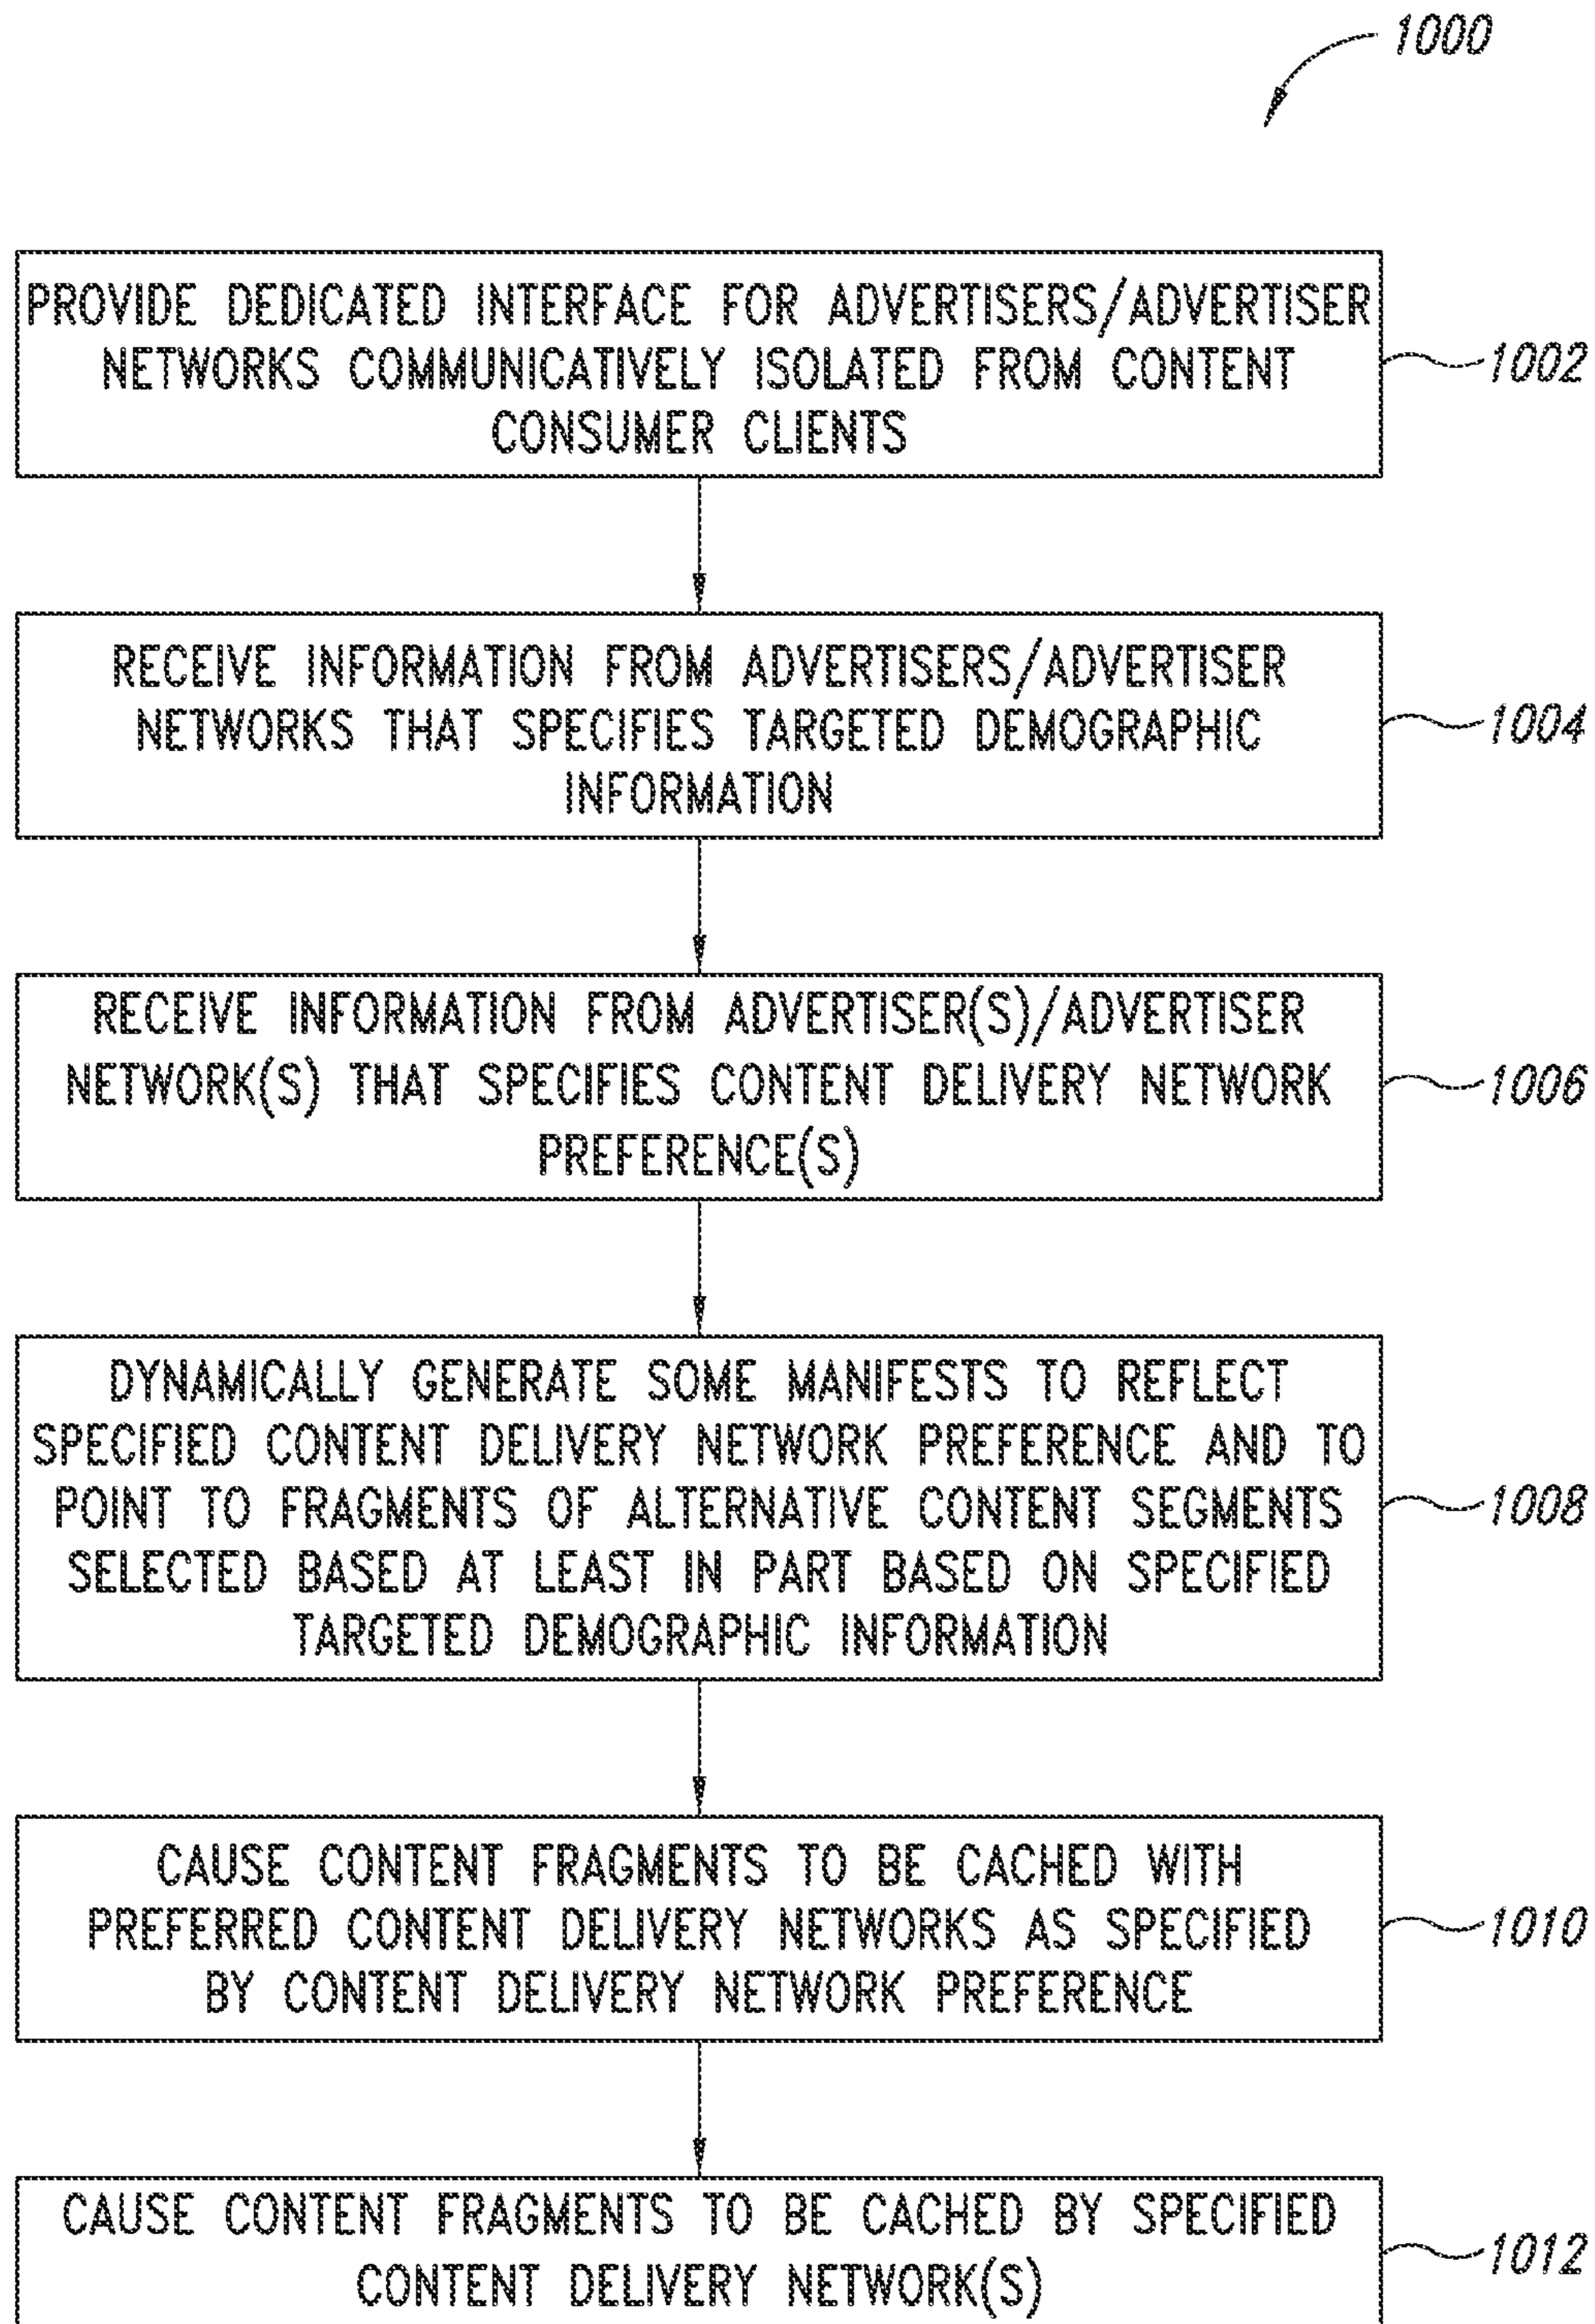 1000
PROVIDE DEDICATED INTERFACE FOR ADVERTISERS/ADVERTISER
NETWORKS COMMUNICATIVELY ISOLATED FROM CONTENT
CONSUMER CLIENTS
1002
RECEIVE INFORMATION FROM ADVERTISERS/ADVERTISER
NETWORKS THAT SPECIFIES TARGETED DEMOGRAPHIC
INFORMATION
1004
RECEIVE INFORMATION FROM ADVERTISER(S)/ADVERTISER
NETWORK(S) THAT SPECIFIES CONTENT DELIVERY NETWORK
PREFERENCE(S)
1006
DYNAMICALLY GENERATE SOME MANIFESTS TO REFLECT
SPECIFIED CONTENT DELIVERY NETWORK PREFERENCE AND TO
POINT TO FRAGMENTS OF ALTERNATIVE CONTENT SEGMENTS
SELECTED BASED AT LEAST IN PART BASED ON SPECIFIED
TARGETED DEMOGRAPHIC INFORMATION
1008
CAUSE CONTENT FRAGMENTS TO BE CACHED WITH
PREFERRED CONTENT DELIVERY NETWORKS AS SPECIFIED
BY CONTENT DELIVERY NETWORK PREFERENCE
1010
CAUSE CONTENT FRAGMENTS TO BE CACHED BY SPECIFIED
CONTENT DELIVERY NETWORK(S)
1012